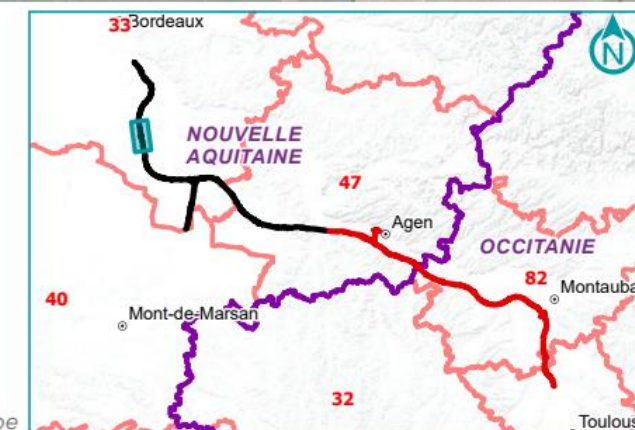 33
Bordeaux
N
NOUVELLE
AQUITAINE
47
Agen
OCCITANIE
82
Montauba
40
Mont-de-Marsan
32
Toulous